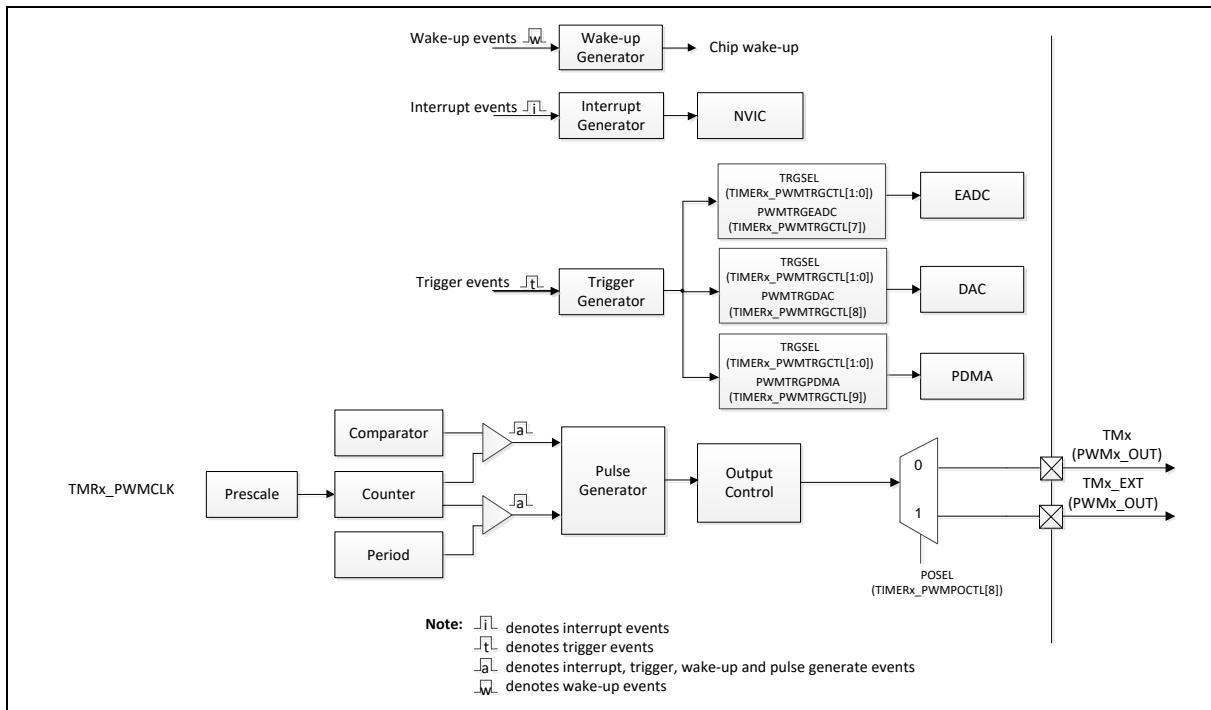 Wake-up events
w
Wake-up
Generator
Chip wake-up
Interrupt events
i
Interrupt
Generator
NVIC
TRGSEL
(TIMERx_PWMTRGCTL[1:0])
PWMTRGEADC
(TIMERx_PWMTRGCTL[7])
EADC
Trigger events
t
Trigger
Generator
TRGSEL
(TIMERx_PWMTRGCTL[1:0])
PWMTRGDAC
(TIMERx_PWMTRGCTL[8])
DAC
TRGSEL
(TIMERx_PWMTRGCTL[1:0])
PWMTRGPDMA
(TIMERx_PWMTRGCTL[9])
PDMA
TMRx_PWMCLK
Prescale
Comparator
Counter
Period
a
a
Pulse
Generator
Output
Control
0
1
POSEL
(TIMERx_PWMPOCTL[8])
TMx
(PWMx_OUT)
TMx_EXT
(PWMx_OUT)
Note: i denotes interrupt events
t denotes trigger events
a denotes interrupt, trigger, wake-up and pulse generate events
w denotes wake-up events